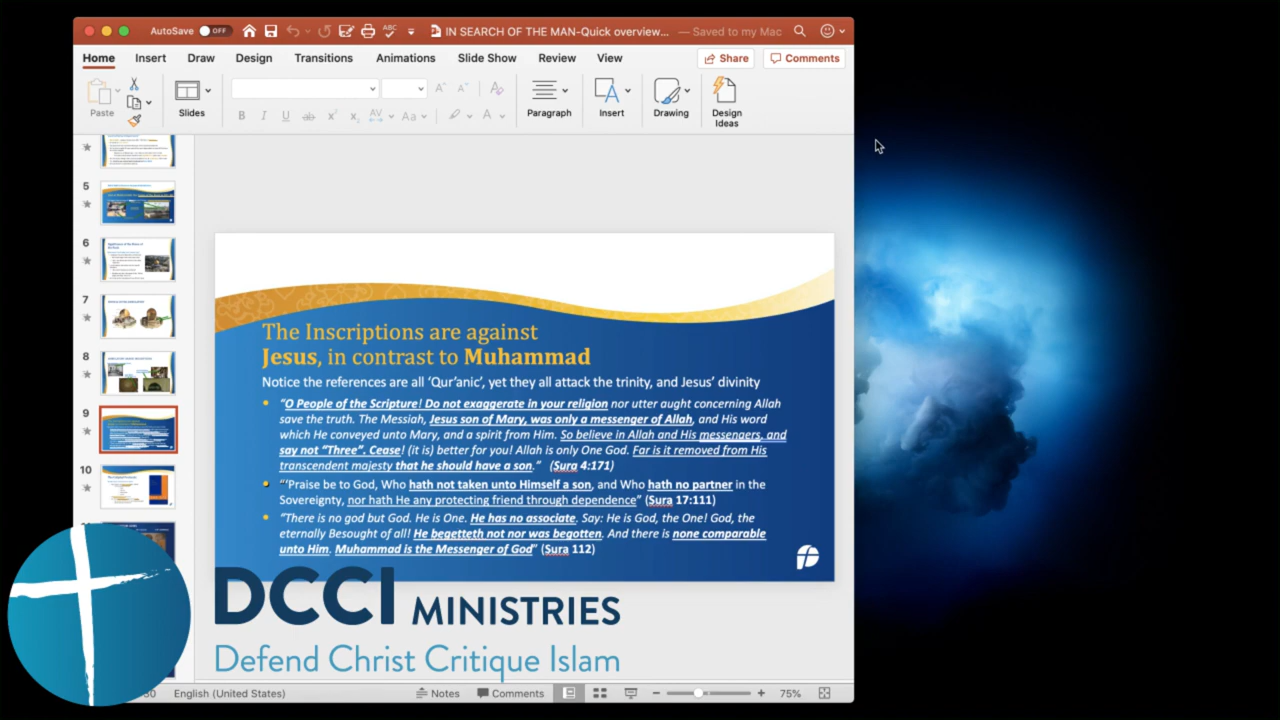 AutoSave OFF IN SEARCH OF THE MAN-Quick overview... — Saved to my Mac
Home Insert Draw Design Transitions Animations Slide Show Review View Share Comments
Paste Slides Paragraph Insert Drawing Design Ideas
5
6
7
8
9
10
The Inscriptions are against
Jesus, in contrast to Muhammad
Notice the references are all ‘Qur’anic’, yet they all attack the trinity, and Jesus’ divinity
“O People of the Scripture! Do not exaggerate in your religion nor utter aught concerning Allah
save the truth. The Messiah, Jesus son of Mary, was only a messenger of Allah, and His word
which He conveyed unto Mary, and a spirit from Him. So believe in Allah and His messengers, and
say not “Three”. Cease! (it is) better for you! Allah is only One God. Far is it removed from His
transcendent majesty that he should have a son.” (Sura 4:171)
“‘Praise be to God, Who hath not taken unto Himself a son, and Who hath no partner in the
Sovereignty, nor hath He any protecting friend through dependence” (Sura 17:111)
“There is no god but God. He is One. He has no associate. Say: He is God, the One! God, the
eternally Besought of all! He begetteth not nor was begotten. And there is none comparable
unto Him. Muhammad is the Messenger of God” (Sura 112)
DCCI MINISTRIES
Defend Christ Critique Islam
English (United States) Notes Comments 75%